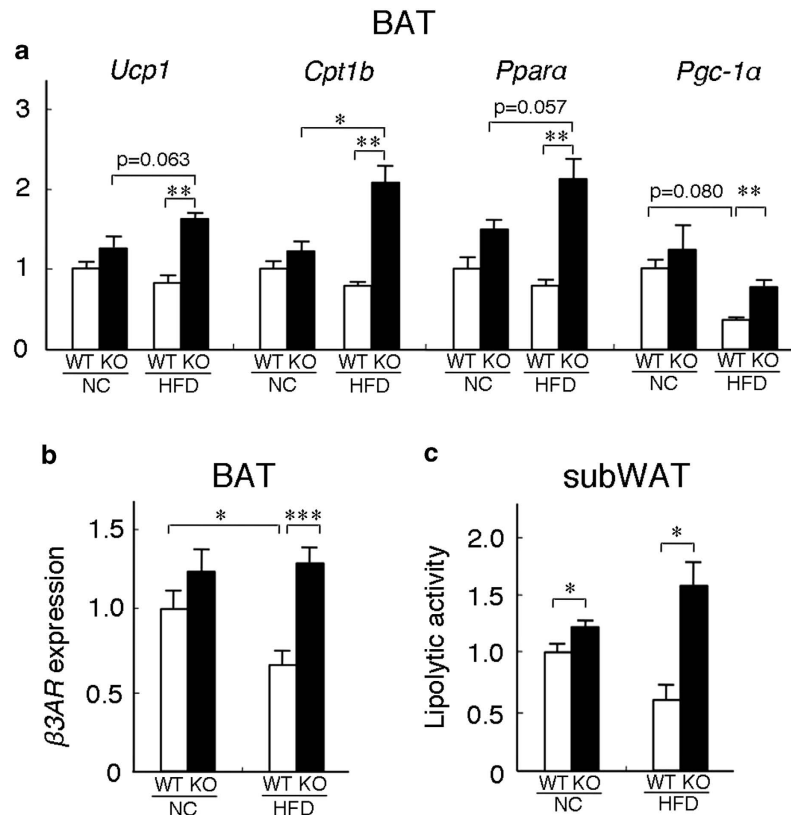 BAT
a
Ucp1 Cpt1b Pparα Pgc-1α
3
2
1
0
p=0.063
**
*
**
p=0.057
**
p=0.080 **
WT KO WT KO WT KO WT KO WT KO WT KO WT KO WT KO
NC HFD NC HFD NC HFD NC HFD
b
BAT
β3AR expression
1.5
1.0
0.5
0
* ***
WT KO WT KO
NC HFD
c
subWAT
Lipolytic activity
2.0
1.5
1.0
0.5
0
*
*
WT KO WT KO
NC HFD